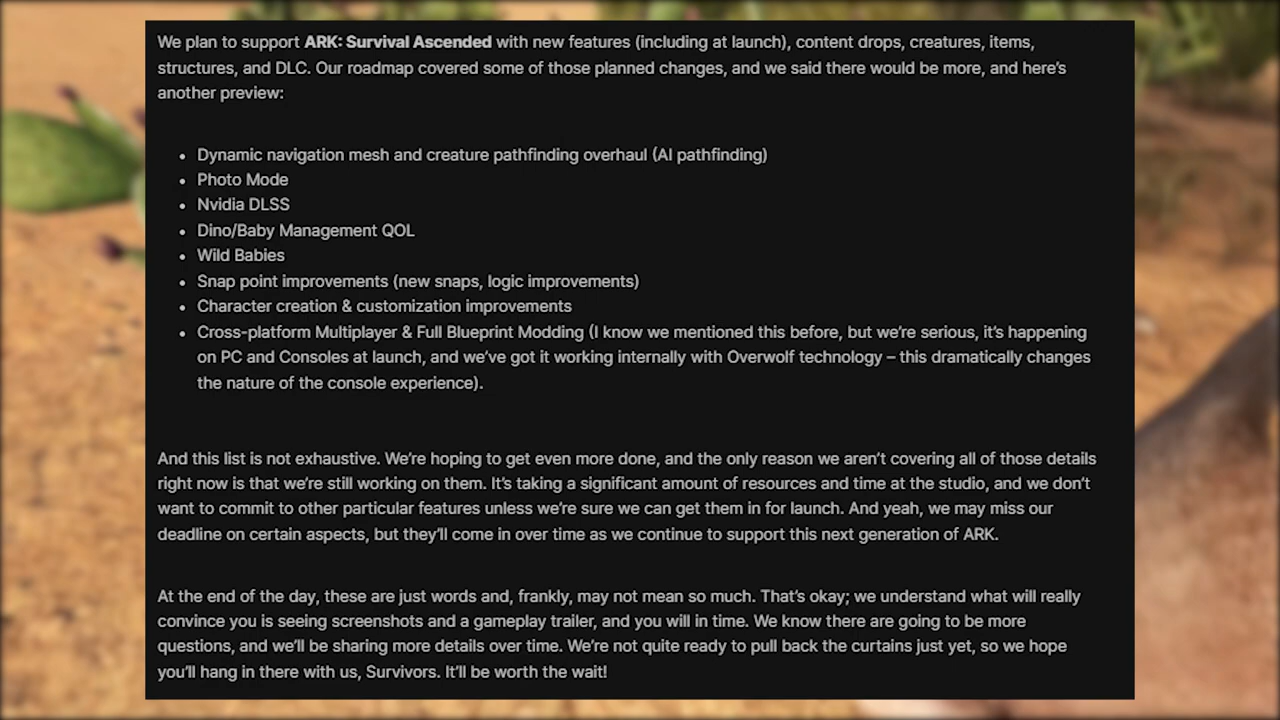 We plan to support ARK: Survival Ascended with new features (including at launch), content drops, creatures, items,
structures, and DLC. Our roadmap covered some of those planned changes, and we said there would be more, and here's
another preview:
• Dynamic navigation mesh and creature pathfinding overhaul (AI pathfinding)
• Photo Mode
• Nvidia DLSS
• Dino/Baby Management QOL
• Wild Babies
• Snap point improvements (new snaps, logic improvements)
• Character creation & customization improvements
• Cross-platform Multiplayer & Full Blueprint Modding (I know we mentioned this before, but we're serious, it's happening
on PC and Consoles at launch, and we've got it working internally with Overwolf technology – this dramatically changes
the nature of the console experience).
And this list is not exhaustive. We're hoping to get even more done, and the only reason we aren't covering all of those details
right now is that we're still working on them. It's taking a significant amount of resources and time at the studio, and we don't
want to commit to other particular features unless we're sure we can get them in for launch. And yeah, we may miss our
deadline on certain aspects, but they'll come in over time as we continue to support this next generation of ARK.
At the end of the day, these are just words and, frankly, may not mean so much. That's okay; we understand what will really
convince you is seeing screenshots and a gameplay trailer, and you will in time. We know there are going to be more
questions, and we'll be sharing more details over time. We're not quite ready to pull back the curtains just yet, so we hope
you'll hang in there with us, Survivors. It'll be worth the wait!